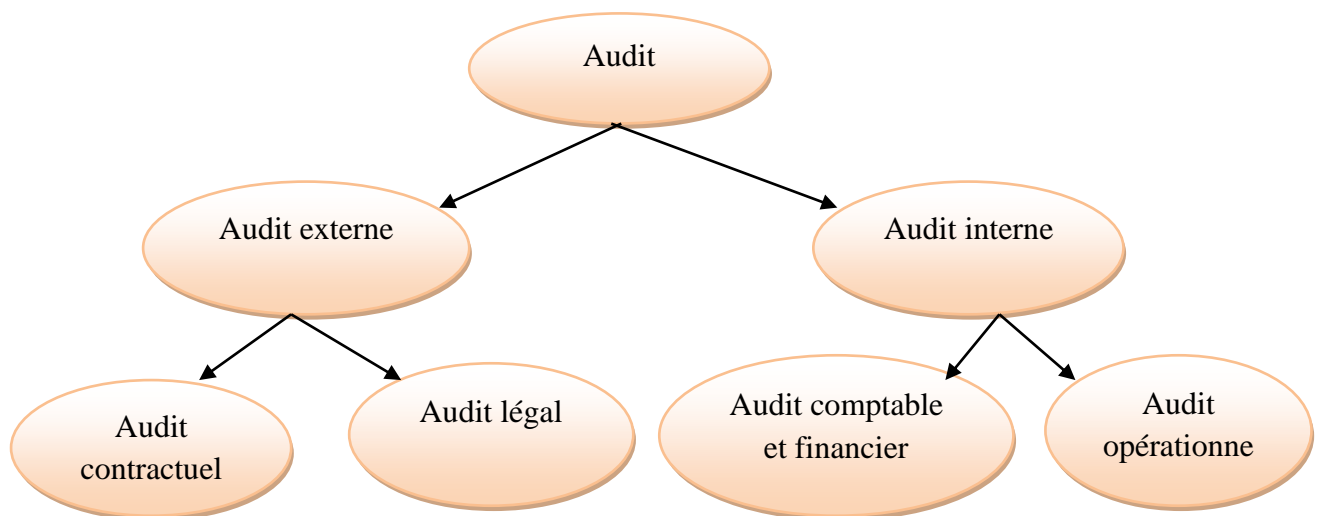 Audit
Audit externe
Audit interne
Audit
contractuel
Audit légal
Audit comptable
et financier
Audit
opérationne